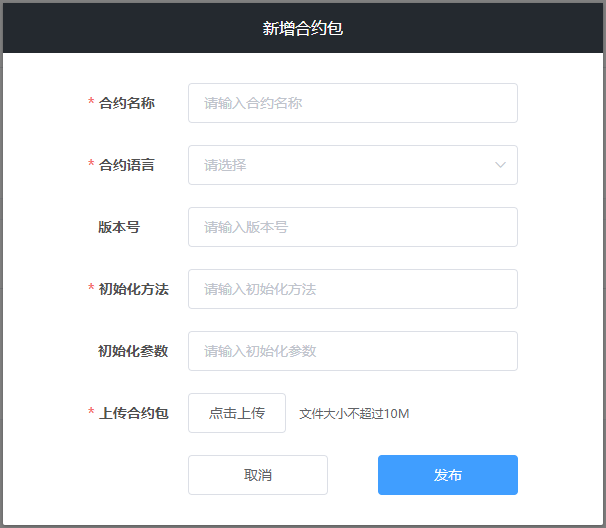 新增合约包
* 合约名称 请输入合约名称
* 合约语言 请选择
版本号 请输入版本号
* 初始化方法 请输入初始化方法
初始化参数 请输入初始化参数
* 上传合约包 点击上传 文件大小不超过10M
取消 发布